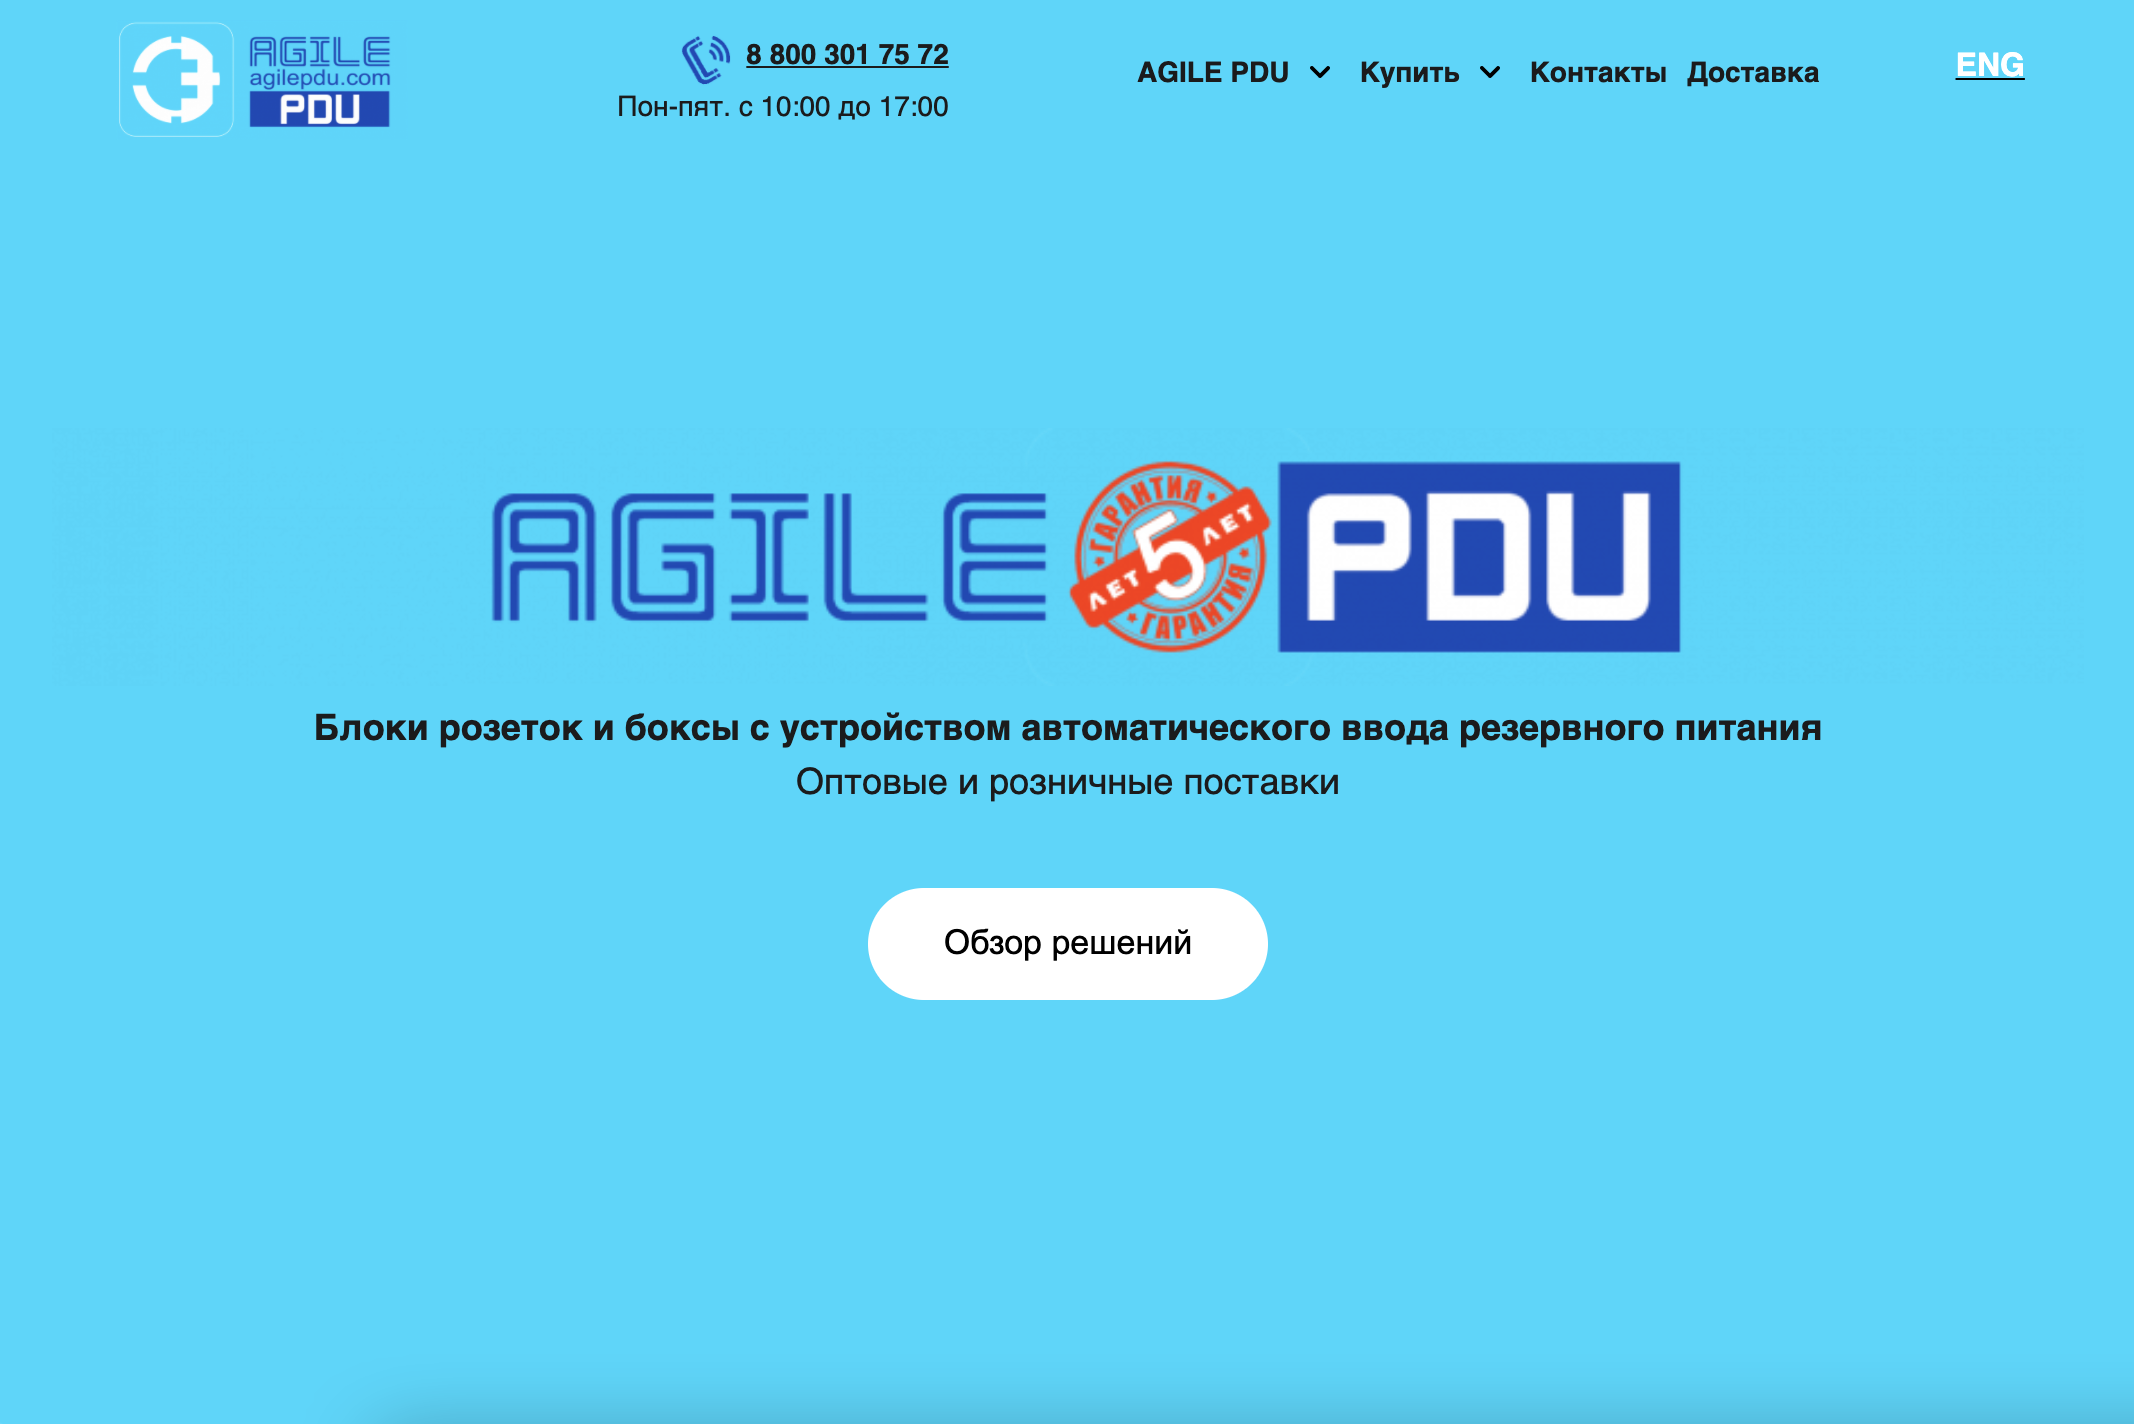 AGILE
agilepdu.com
PDU
8 800 301 75 72
Пон-пят. с 10:00 до 17:00
AGILE PDU
Купить
Контакты
Доставка
ENG
AGILE
ГАРАНТИЯ
ЛЕТ 5 ЛЕТ
ГАРАНТИЯ
PDU
Блоки розеток и боксы с устройством автоматического ввода резервного питания
Оптовые и розничные поставки
Обзор решений